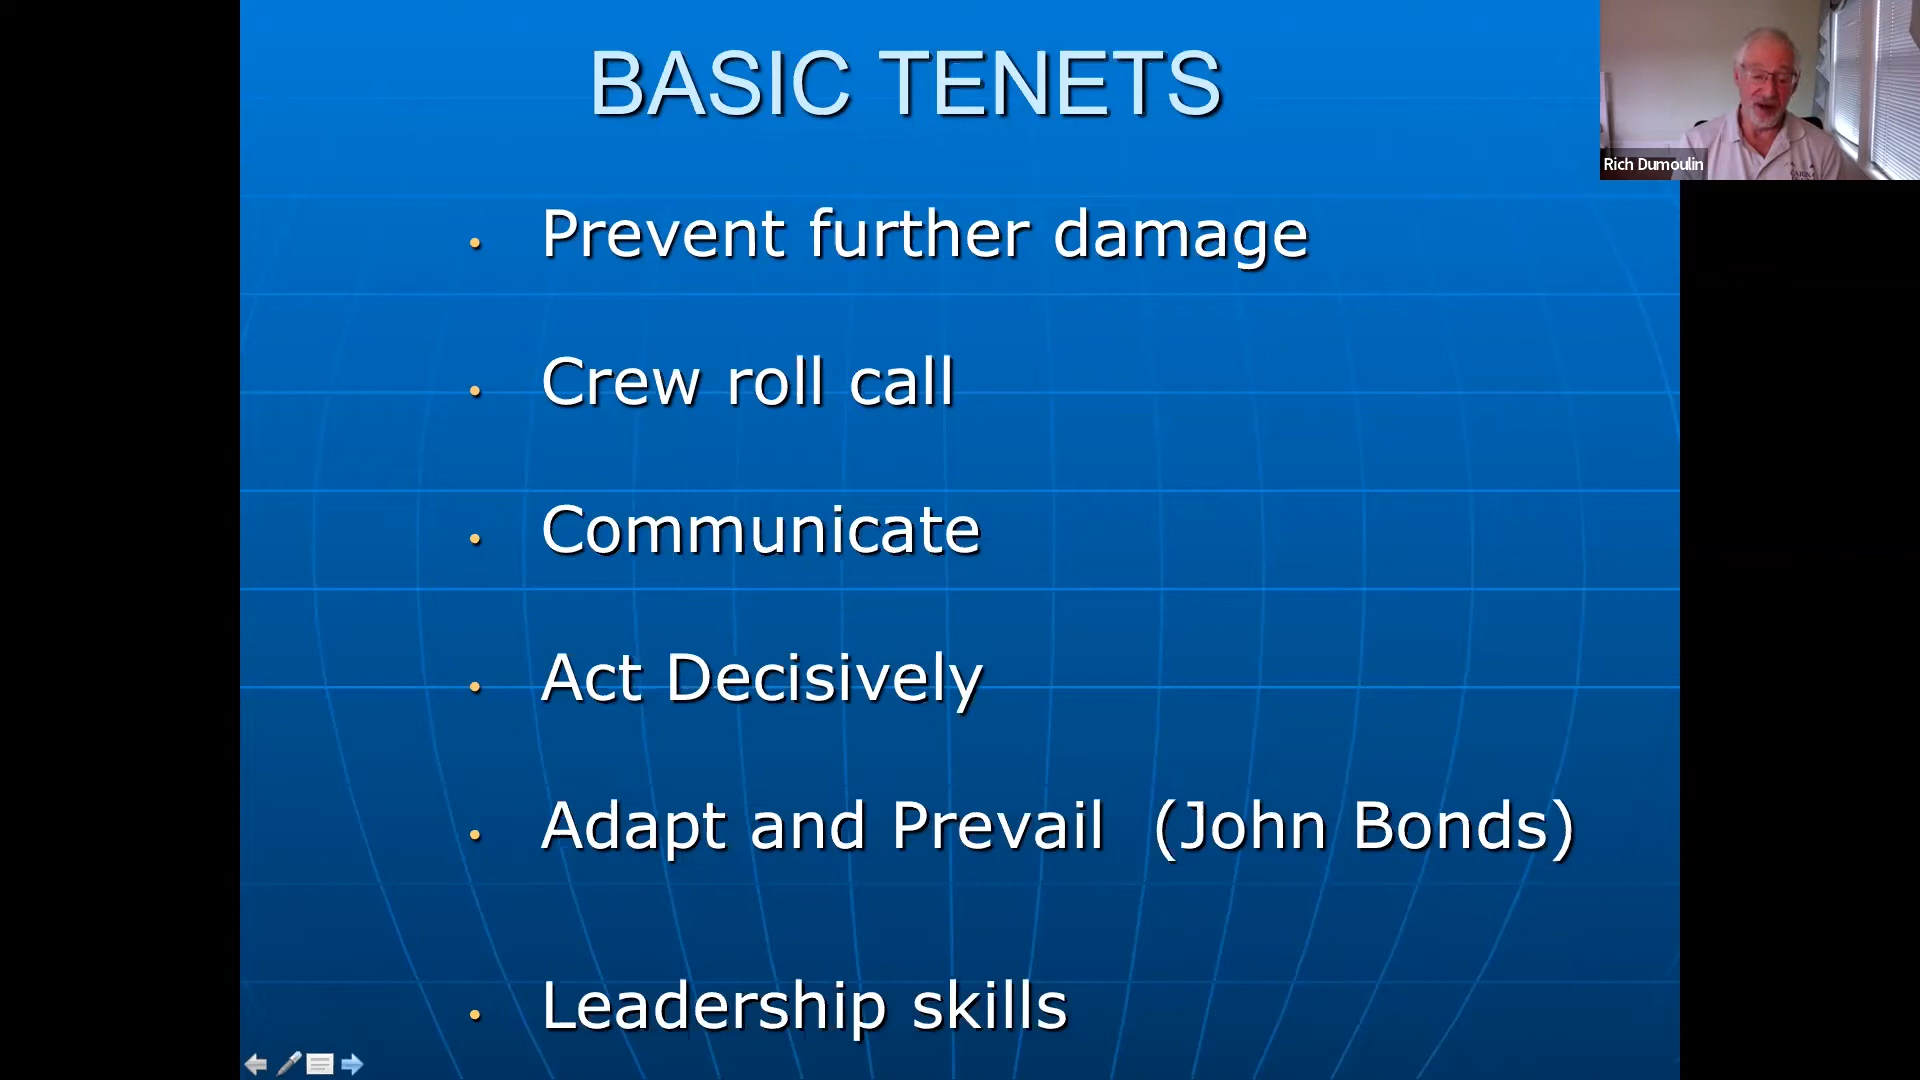 BASIC TENETS
Rich Dumoulin
• Prevent further damage
• Crew roll call
• Communicate
• Act Decisively
• Adapt and Prevail (John Bonds)
• Leadership skills